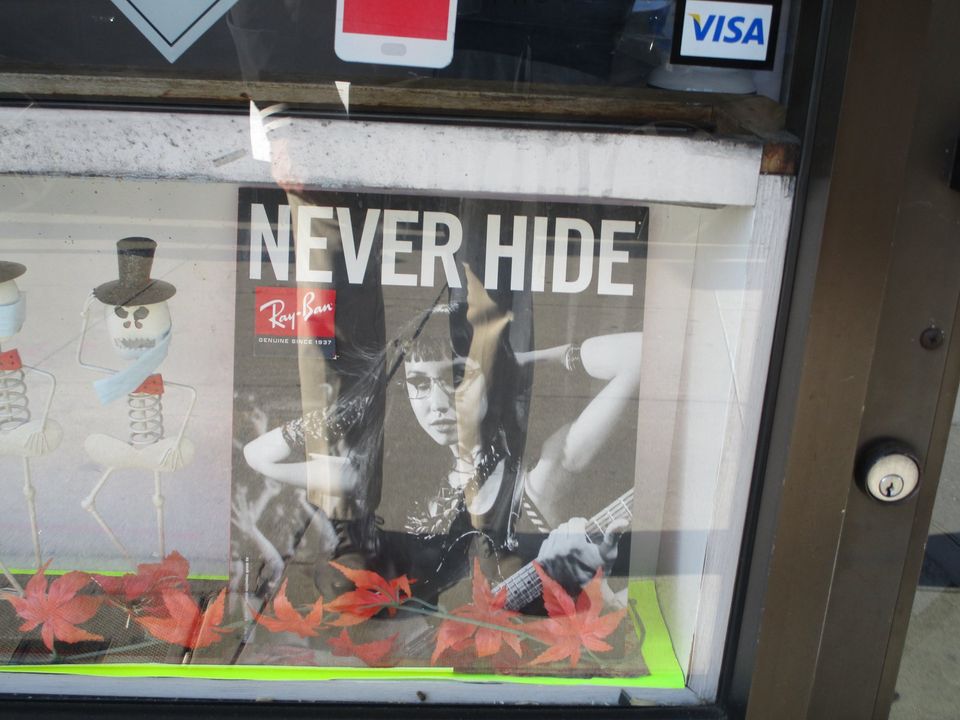 VISA
NEVER HIDE
Ray-Ban
GENUINE SINCE 1937